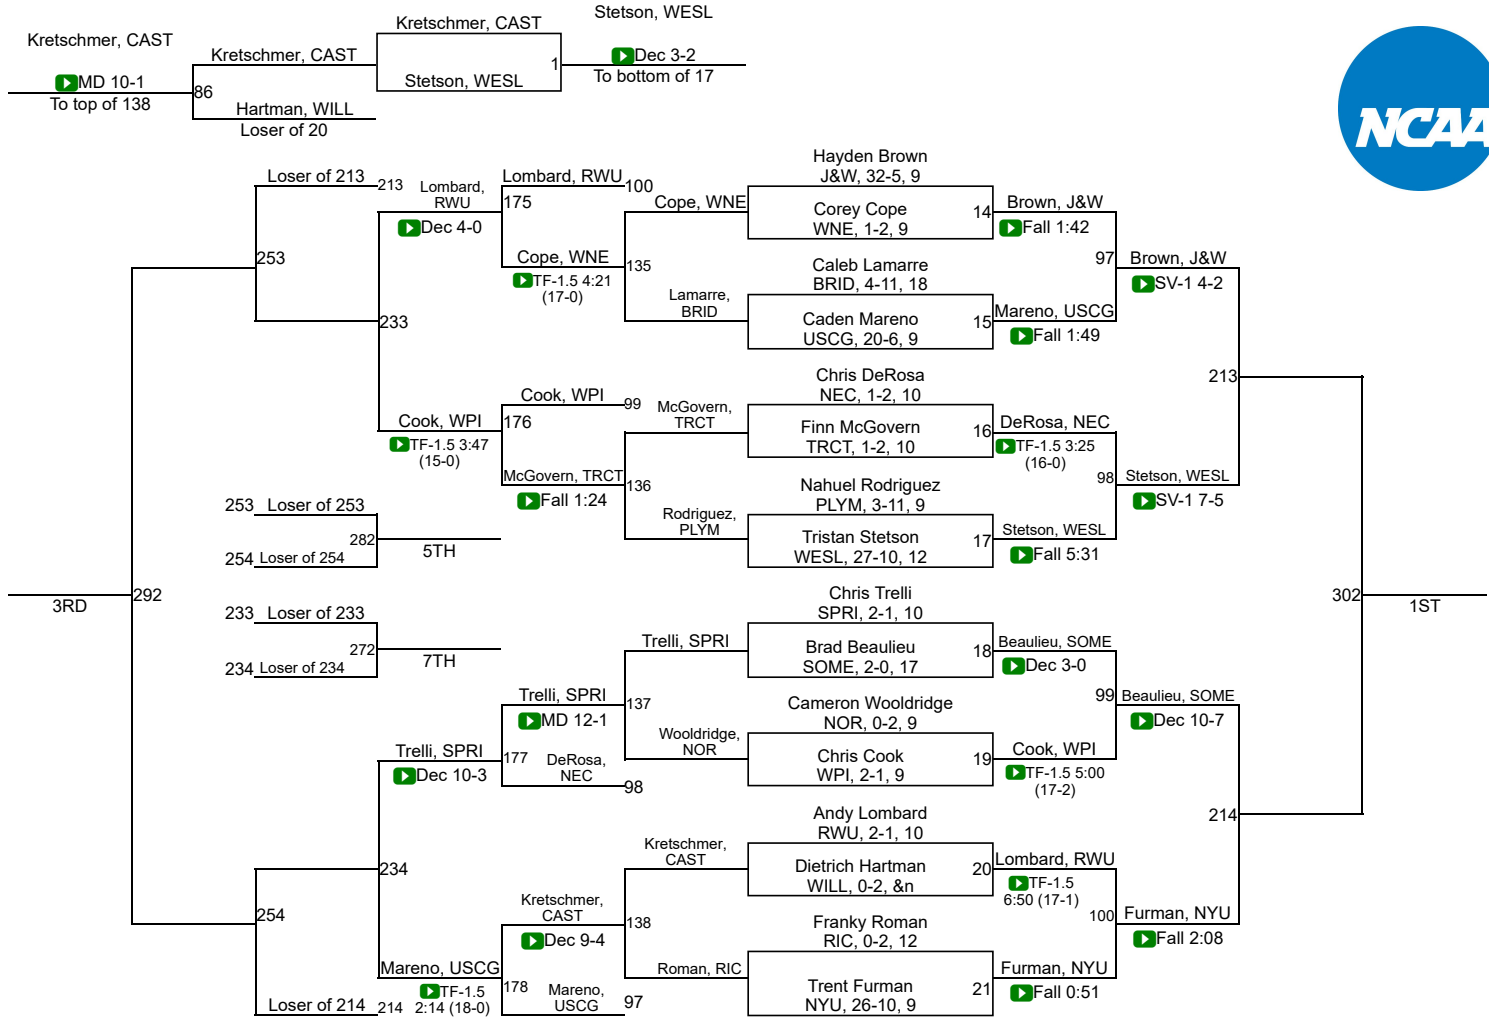 Stetson, WESL
Kretschmer, CAST
Kretschmer, CAST
Kretschmer, CAST
Dec 3-2
MD 10-1
1
To bottom of 17
Stetson, WESL
86
To top of 138
Hartman, WILL
Loser of 20
NCAA
Hayden Brown
J&W, 32-5, 9
Loser of 213
213
Lombard,
RWU
Lombard, RWU
100
175
Cope, WNE
Corey Cope
WNE, 1-2, 9
14
Brown, J&W
Fall 1:42
Dec 4-0
253
Cope, WNE
135
TF-1.5 4:21
(17-0)
97
Brown, J&W
SV-1 4-2
Caleb Lamarre
BRID, 4-11, 18
Lamarre,
BRID
Caden Mareno
USCG, 20-6, 9
15
Mareno, USCG
Fall 1:49
233
Chris DeRosa
NEC, 1-2, 10
213
Cook, WPI
99
McGovern,
TRCT
Cook, WPI
176
TF-1.5 3:47
(15-0)
Finn McGovern
TRCT, 1-2, 10
16
DeRosa, NEC
TF-1.5 3:25
(16-0)
McGovern, TRCT
136
Fall 1:24
98
Stetson, WESL
SV-1 7-5
Nahuel Rodriguez
PLYM, 3-11, 9
253
Loser of 253
Rodriguez,
PLYM
Tristan Stetson
WESL, 27-10, 12
17
Stetson, WESL
Fall 5:31
282
5TH
254
Loser of 254
3RD
292
Chris Trelli
SPRI, 2-1, 10
302
1ST
233
Loser of 233
272
7TH
234
Loser of 234
Trelli, SPRI
Brad Beaulieu
SOME, 2-0, 17
18
Beaulieu, SOME
Dec 3-0
Trelli, SPRI
137
MD 12-1
99
Beaulieu, SOME
Dec 10-7
Cameron Wooldridge
NOR, 0-2, 9
Wooldridge,
NOR
Chris Cook
WPI, 2-1, 9
19
Cook, WPI
TF-1.5 5:00
(17-2)
Trelli, SPRI
177
DeRosa,
NEC
Dec 10-3
98
Andy Lombard
RWU, 2-1, 10
214
Kretschmer,
CAST
Dietrich Hartman
WILL, 0-2, &n
20
Lombard, RWU
TF-1.5
6:50 (17-1)
234
Kretschmer,
CAST
138
Dec 9-4
254
Franky Roman
RIC, 0-2, 12
100
Furman, NYU
Fall 2:08
Mareno, USCG
178
Mareno,
USCG
97
TF-1.5
2:14 (18-0)
Roman, RIC
Trent Furman
NYU, 26-10, 9
21
Furman, NYU
Fall 0:51
Loser of 214
214